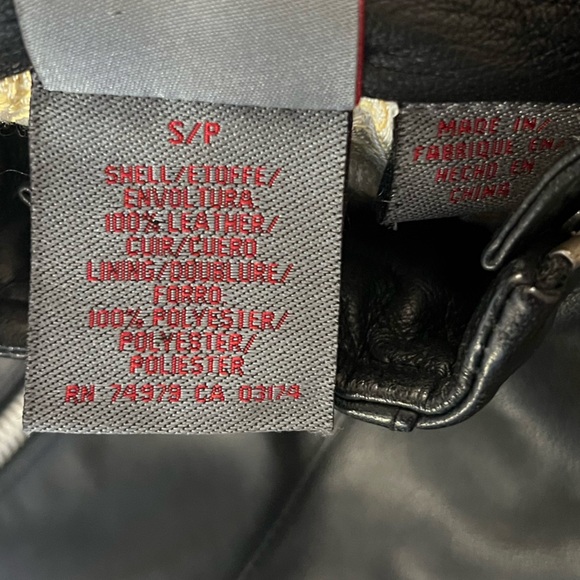 S/P
SHELL/ETOFFE/
ENVOLTURA
100% LEATHER/
CUIR/CUERO
LINING/DOUBLURE/
FORRO
100% POLYESTER/
POLYESTER/
POLIESTER
RN 74979 CA 03174
MADE IN/
FABRIQUE EN/
HECHO EN
CHINA